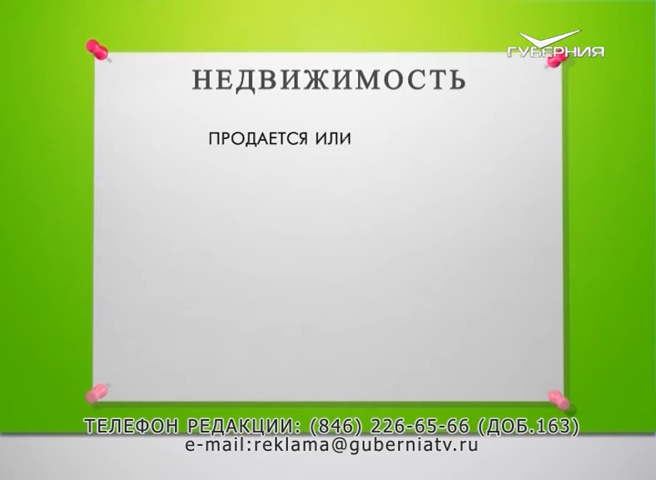 ГУБЕРНИЯ
НЕДВИЖИМОСТЬ
ПРОДАЕТСЯ ИЛИ
ТЕЛЕФОН РЕДАКЦИИ: (846) 226-65-66 (ДОБ.163)
e-mail:reklama@guberniatv.ru